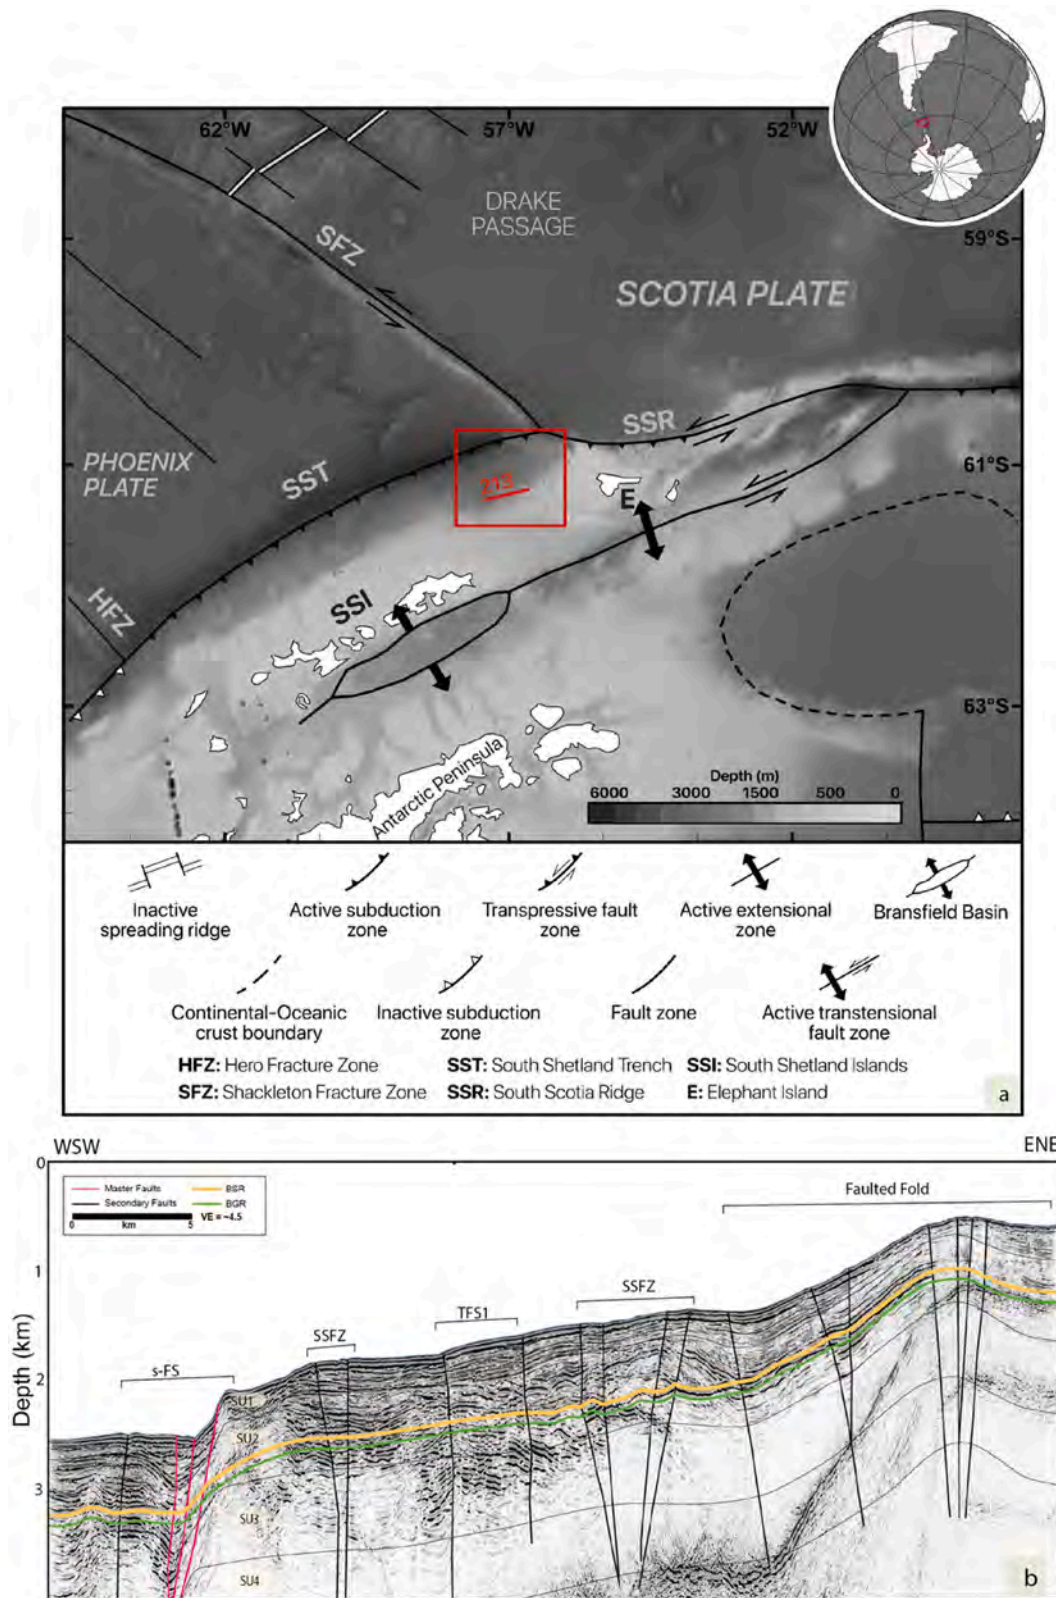 62°W 57°W 52°W
DRAKE
PASSAGE
59°S
SFZ
SCOTIA PLATE
SSR
PHOENIX
PLATE
SST
61°S
213
E
HFZ
SSI
63°S
Antarctic Peninsula
Depth (m)
6000 3000 1500 500 0
Inactive
spreading ridge
Active subduction
zone
Transpressive fault
zone
Active extensional
zone
Bransfield Basin
Continental-Oceanic
crust boundary
Inactive subduction
zone
Fault zone
Active transtensional
fault zone
HFZ: Hero Fracture Zone SST: South Shetland Trench SSI: South Shetland Islands
SFZ: Shackleton Fracture Zone SSR: South Scotia Ridge E: Elephant Island
a
WSW ENE
0
Master Faults BSR
Secondary Faults BGR
0 km 5 VE = ~4.5
Faulted Fold
1
SSFZ
TFS1
SSFZ
s-FS
2
Depth (km)
SU1
SU2
3
SU3
SU4
b